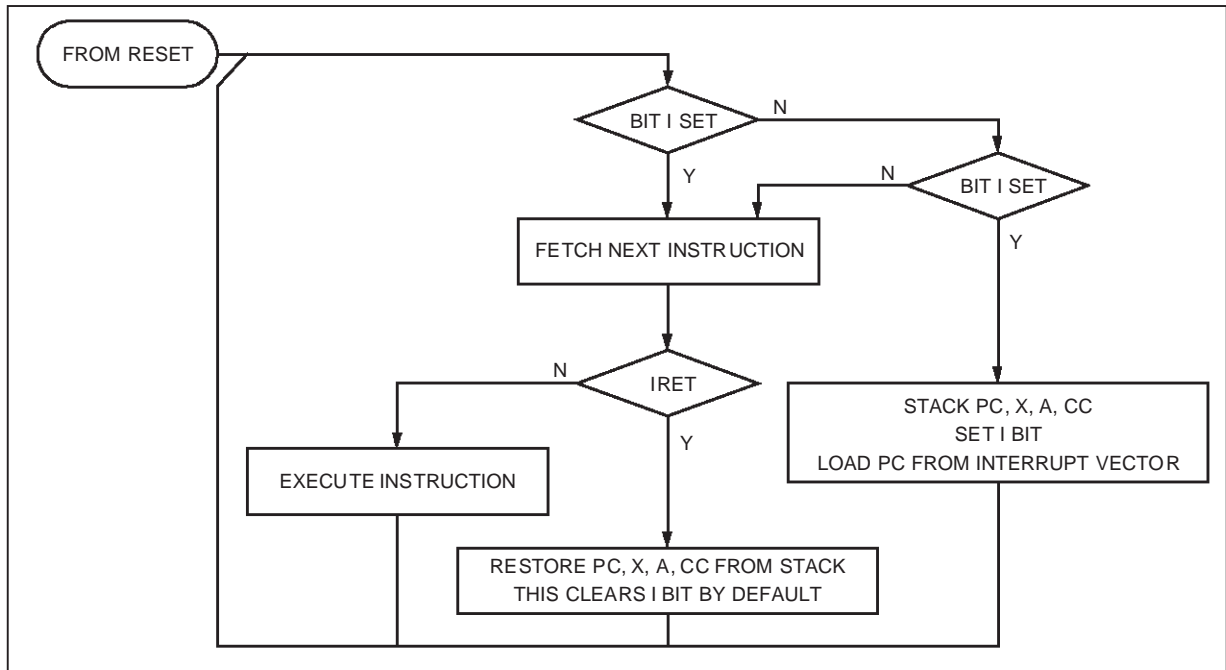 FROM RESET
BIT I SET
N
Y
BIT I SET
N
Y
FETCH NEXT INSTRUCTION
IRET
N
Y
STACK PC, X, A, CC
SET I BIT
LOAD PC FROM INTERRUPT VECTOR
EXECUTE INSTRUCTION
RESTORE PC, X, A, CC FROM STACK
THIS CLEARS I BIT BY DEFAULT